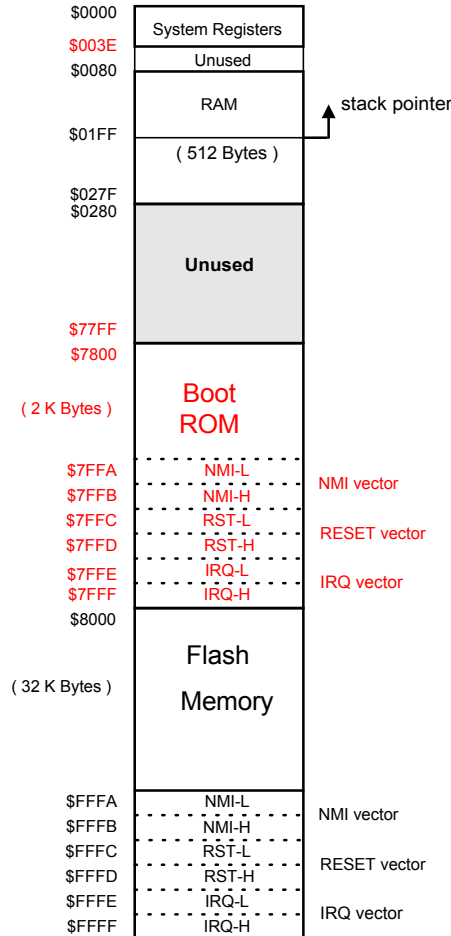 $0000
System Registers
$003E
Unused
$0080
RAM
stack pointer
$01FF
( 512 Bytes )
$027F
$0280
Unused
$77FF
$7800
Boot
ROM
( 2 K Bytes )
$7FFA NMI-L
NMI vector
$7FFB NMI-H
$7FFC RST-L
RESET vector
$7FFD RST-H
$7FFE IRQ-L
IRQ vector
$7FFF IRQ-H
$8000
Flash
Memory
( 32 K Bytes )
$FFFA NMI-L
NMI vector
$FFFB NMI-H
$FFFC RST-L
RESET vector
$FFFD RST-H
$FFFE IRQ-L
IRQ vector
$FFFF IRQ-H